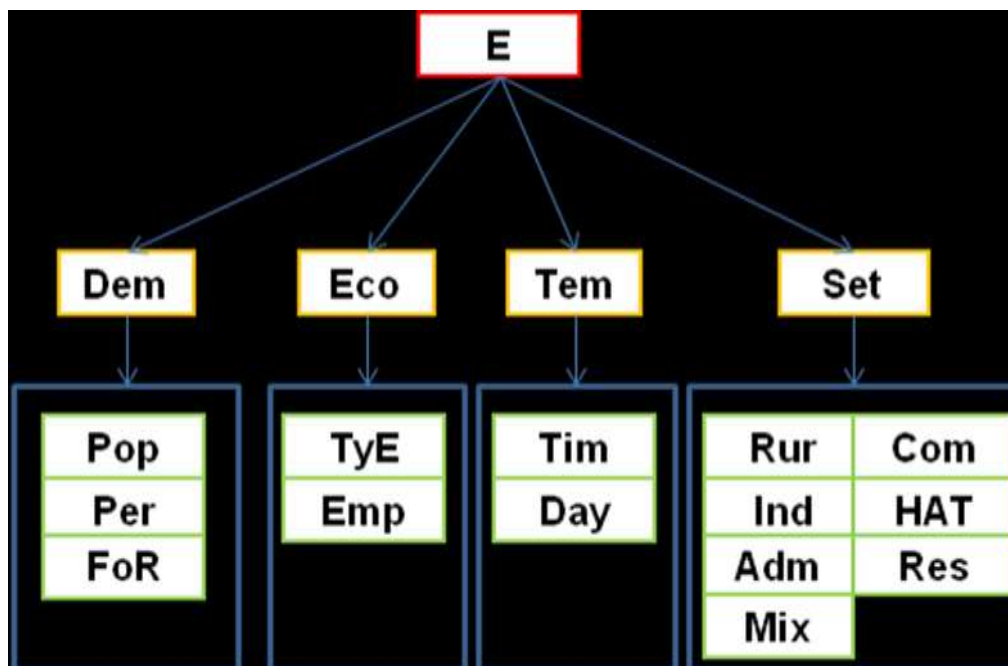 E
Dem
Eco
Tem
Set
Pop
Per
FoR
TyE
Emp
Tim
Day
Rur Com
Ind HAT
Adm Res
Mix